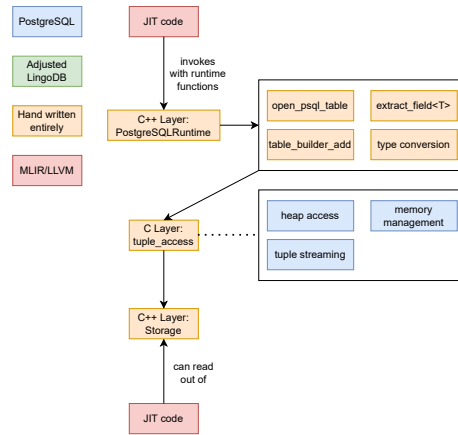 PostgreSQL
Adjusted
LingoDB
Hand written
entirely
MLIR/LLVM
JIT code
invokes
with runtime
functions
C++ Layer:
PostgreSQLRuntime
open_psql_table
extract_field<T>
table_builder_add
type conversion
C Layer:
tuple_access
heap access
memory
management
tuple streaming
C++ Layer:
Storage
can read
out of
JIT code